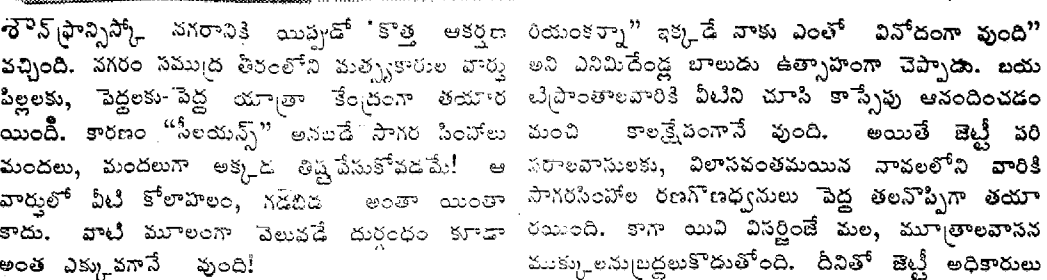 శాన్‌ఫ్రాన్సిస్కో నగరానికి యిప్పుడో కొత్త ఆకర్షణ
వచ్చింది. నగరం సముద్ర తీరంలోని మత్స్యకారుల వార్ఫు
పిల్లలకు, పెద్దలకు పెద్ద యాత్రా కేంద్రంగా తయార
యింది. కారణం "సీలయన్స్" అనబడే సాగర సింహాలు
మందలు, మందలుగా అక్కడ తిష్టవేసుకోవడమే! ఆ
వార్ఫులో వీటి కోలాహలం, గడబిడ అంతా యింతా
కాదు. వాటి మూలంగా వెలువడే దుర్గంధం కూడా
అంత ఎక్కువగానే వుంది!
రియంకన్నా" ఇక్కడే నాకు ఎంతో వినోదంగా వుంది"
అని ఎనిమిదేండ్ల బాలుడు ఉత్సాహంగా చెప్పాడు. బయ
టిప్రాంతాలవారికి వీటిని చూసి కాస్సేపు ఆనందించడం
మంచి కాలక్షేపంగానే వుంది. అయితే జెట్టీ పరి
సరాలవాసులకు, విలాసవంతమయిన నావలలోని వారికి
సాగరసింహాల రణగొణధ్వనులు పెద్ద తలనొప్పిగా తయా
రయింది. కాగా యివి విసర్జించే మల, మూత్రాలవాసన
ముక్కులనుబ్రద్దలుకొడుతోంది. దీనితో జెట్టీ అధికారులు